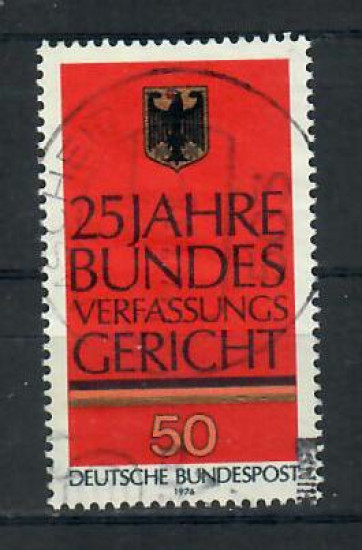 25 JAHRE
BUNDES
VERFASSUNGS
GERICHT
50
DEUTSCHE BUNDESPOST
1976